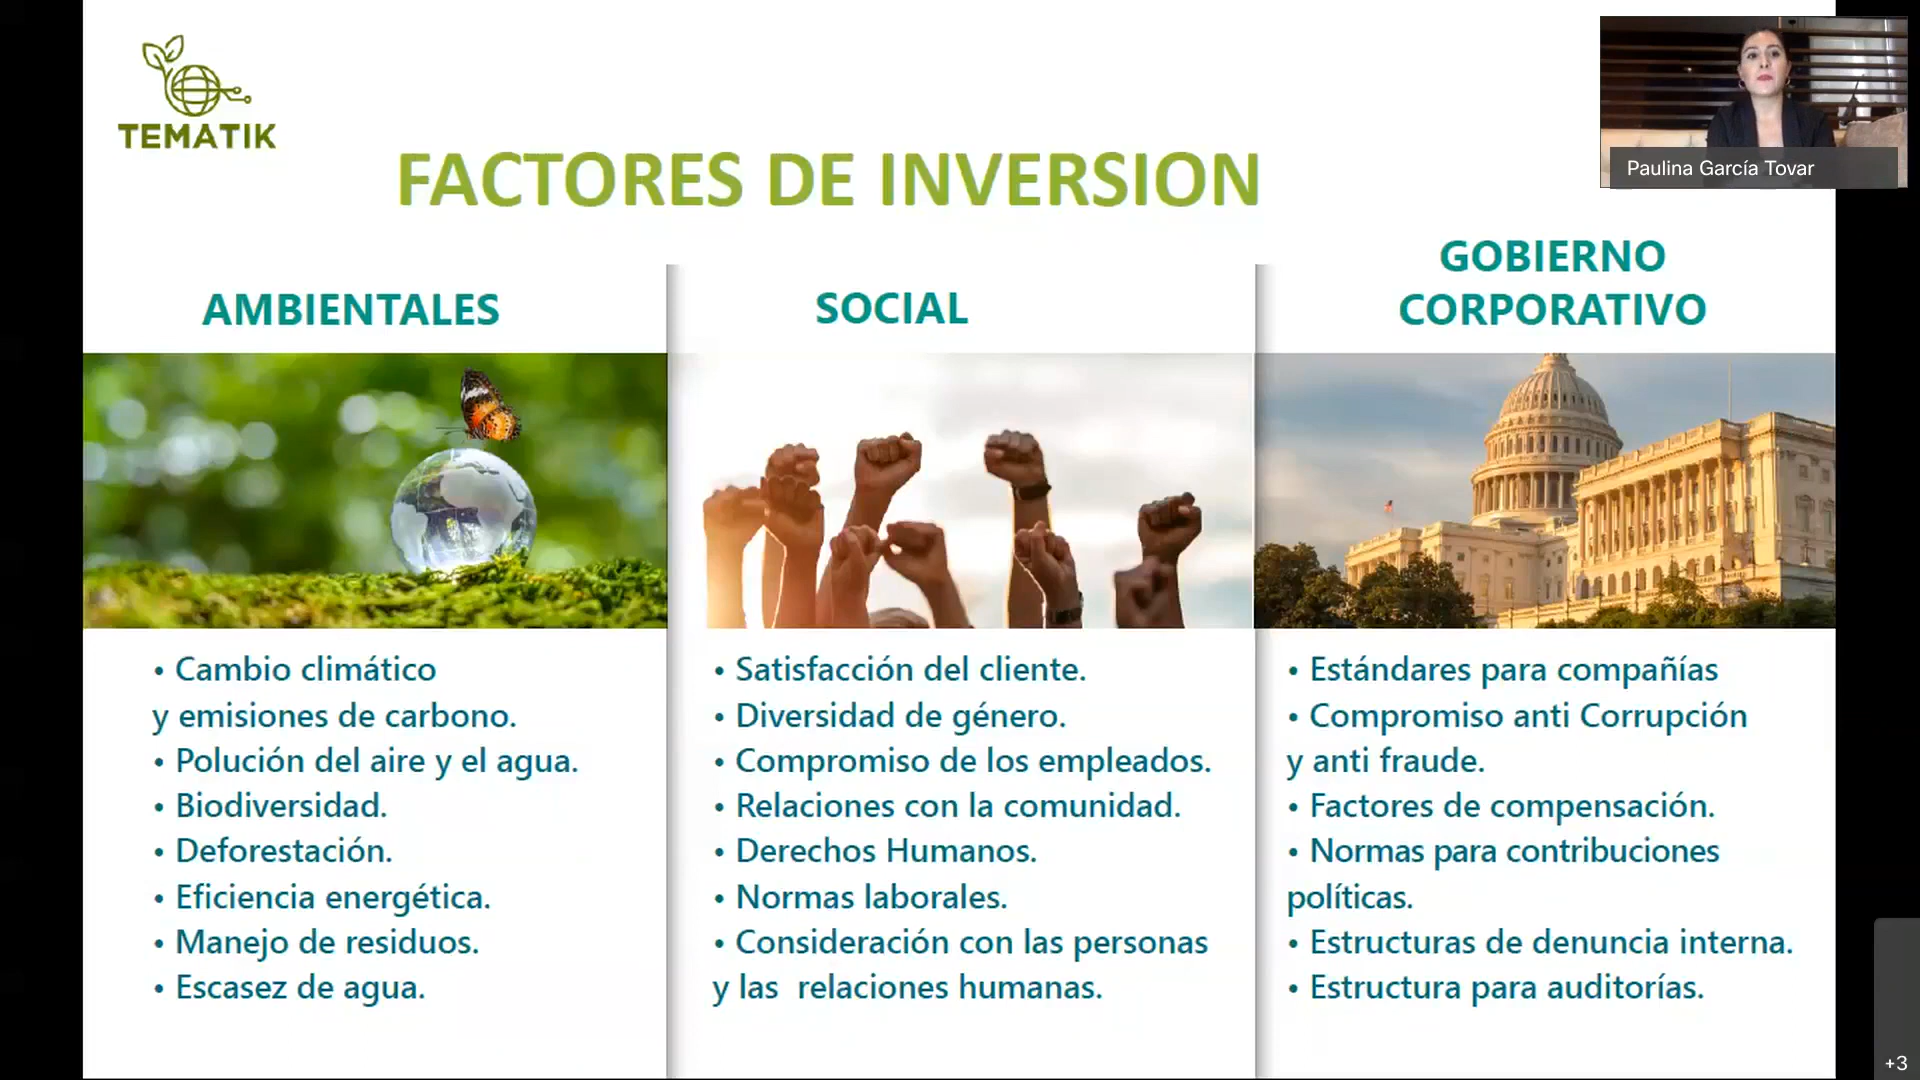 TEMATIK
Paulina García Tovar
FACTORES DE INVERSION
AMBIENTALES
• Cambio climático
y emisiones de carbono.
• Polución del aire y el agua.
• Biodiversidad.
• Deforestación.
• Eficiencia energética.
• Manejo de residuos.
• Escasez de agua.
SOCIAL
• Satisfacción del cliente.
• Diversidad de género.
• Compromiso de los empleados.
• Relaciones con la comunidad.
• Derechos Humanos.
• Normas laborales.
• Consideración con las personas
y las relaciones humanas.
GOBIERNO
CORPORATIVO
• Estándares para compañías
• Compromiso anti Corrupción
y anti fraude.
• Factores de compensación.
• Normas para contribuciones
políticas.
• Estructuras de denuncia interna.
• Estructura para auditorías.
+3